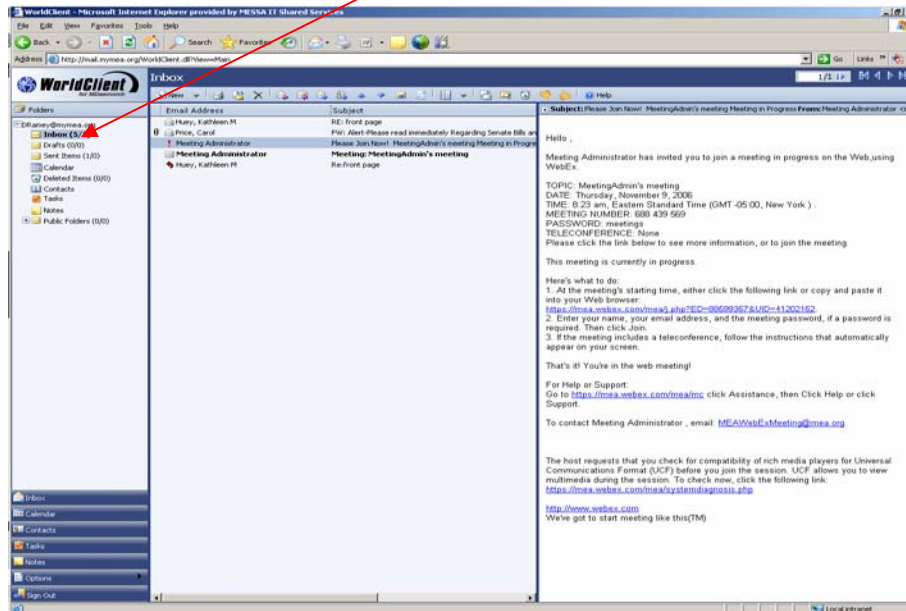 WorldClient - Microsoft Internet Explorer provided by MESSA IT Shared Services
File Edit View Favorites Tools Help
Back Search Favorites
Address http://mail.mymea.org/WorldClient.dll?View=Main Go Links
WorldClient
for MDaemon
Inbox
1/1
New Help
Folders
DRamey@mymea.org
Inbox (5/
Drafts (0/0)
Sent Items (1/0)
Calendar
Deleted Items (0/0)
Contacts
Tasks
Notes
Public Folders (0/0)
Inbox
Calendar
Contacts
Tasks
Notes
Options
Sign Out
Email Address Subject
Huey, Kathleen M RE: front page
Price, Carol FW: Alert-Please read immediately Regarding Senate Bills an
Meeting Administrator Please Join Now! MeetingAdmin's meeting Meeting in Progre
Meeting Administrator Meeting: MeetingAdmin's meeting
Huey, Kathleen M Re:front page
Subject: Please Join Now! MeetingAdmin's meeting Meeting in Progress From: Meeting Administrator
Hello ,
Meeting Administrator has invited you to join a meeting in progress on the Web,using
WebEx.
TOPIC: MeetingAdmin's meeting
DATE: Thursday, November 9, 2006
TIME: 8:23 am, Eastern Standard Time (GMT -05:00, New York ) .
MEETING NUMBER: 688 439 569
PASSWORD: meetings
TELECONFERENCE: None
Please click the link below to see more information, or to join the meeting.
This meeting is currently in progress.
Here's what to do:
1. At the meeting's starting time, either click the following link or copy and paste it
into your Web browser:
https://mea.webex.com/mea/j.php?ED=88699367&UID=41202152.
2. Enter your name, your email address, and the meeting password, if a password is
required. Then click Join.
3. If the meeting includes a teleconference, follow the instructions that automatically
appear on your screen.
That's it! You're in the web meeting!
For Help or Support:
Go to https://mea.webex.com/mea/mc click Assistance, then Click Help or click
Support.
To contact Meeting Administrator , email: MEAWebExMeeting@mea.org
The host requests that you check for compatibility of rich media players for Universal
Communications Format (UCF) before you join the session. UCF allows you to view
multimedia during the session. To check now, click the following link:
https://mea.webex.com/mea/systemdiagnosis.php
http://www.webex.com
We've got to start meeting like this(TM)
Local intranet